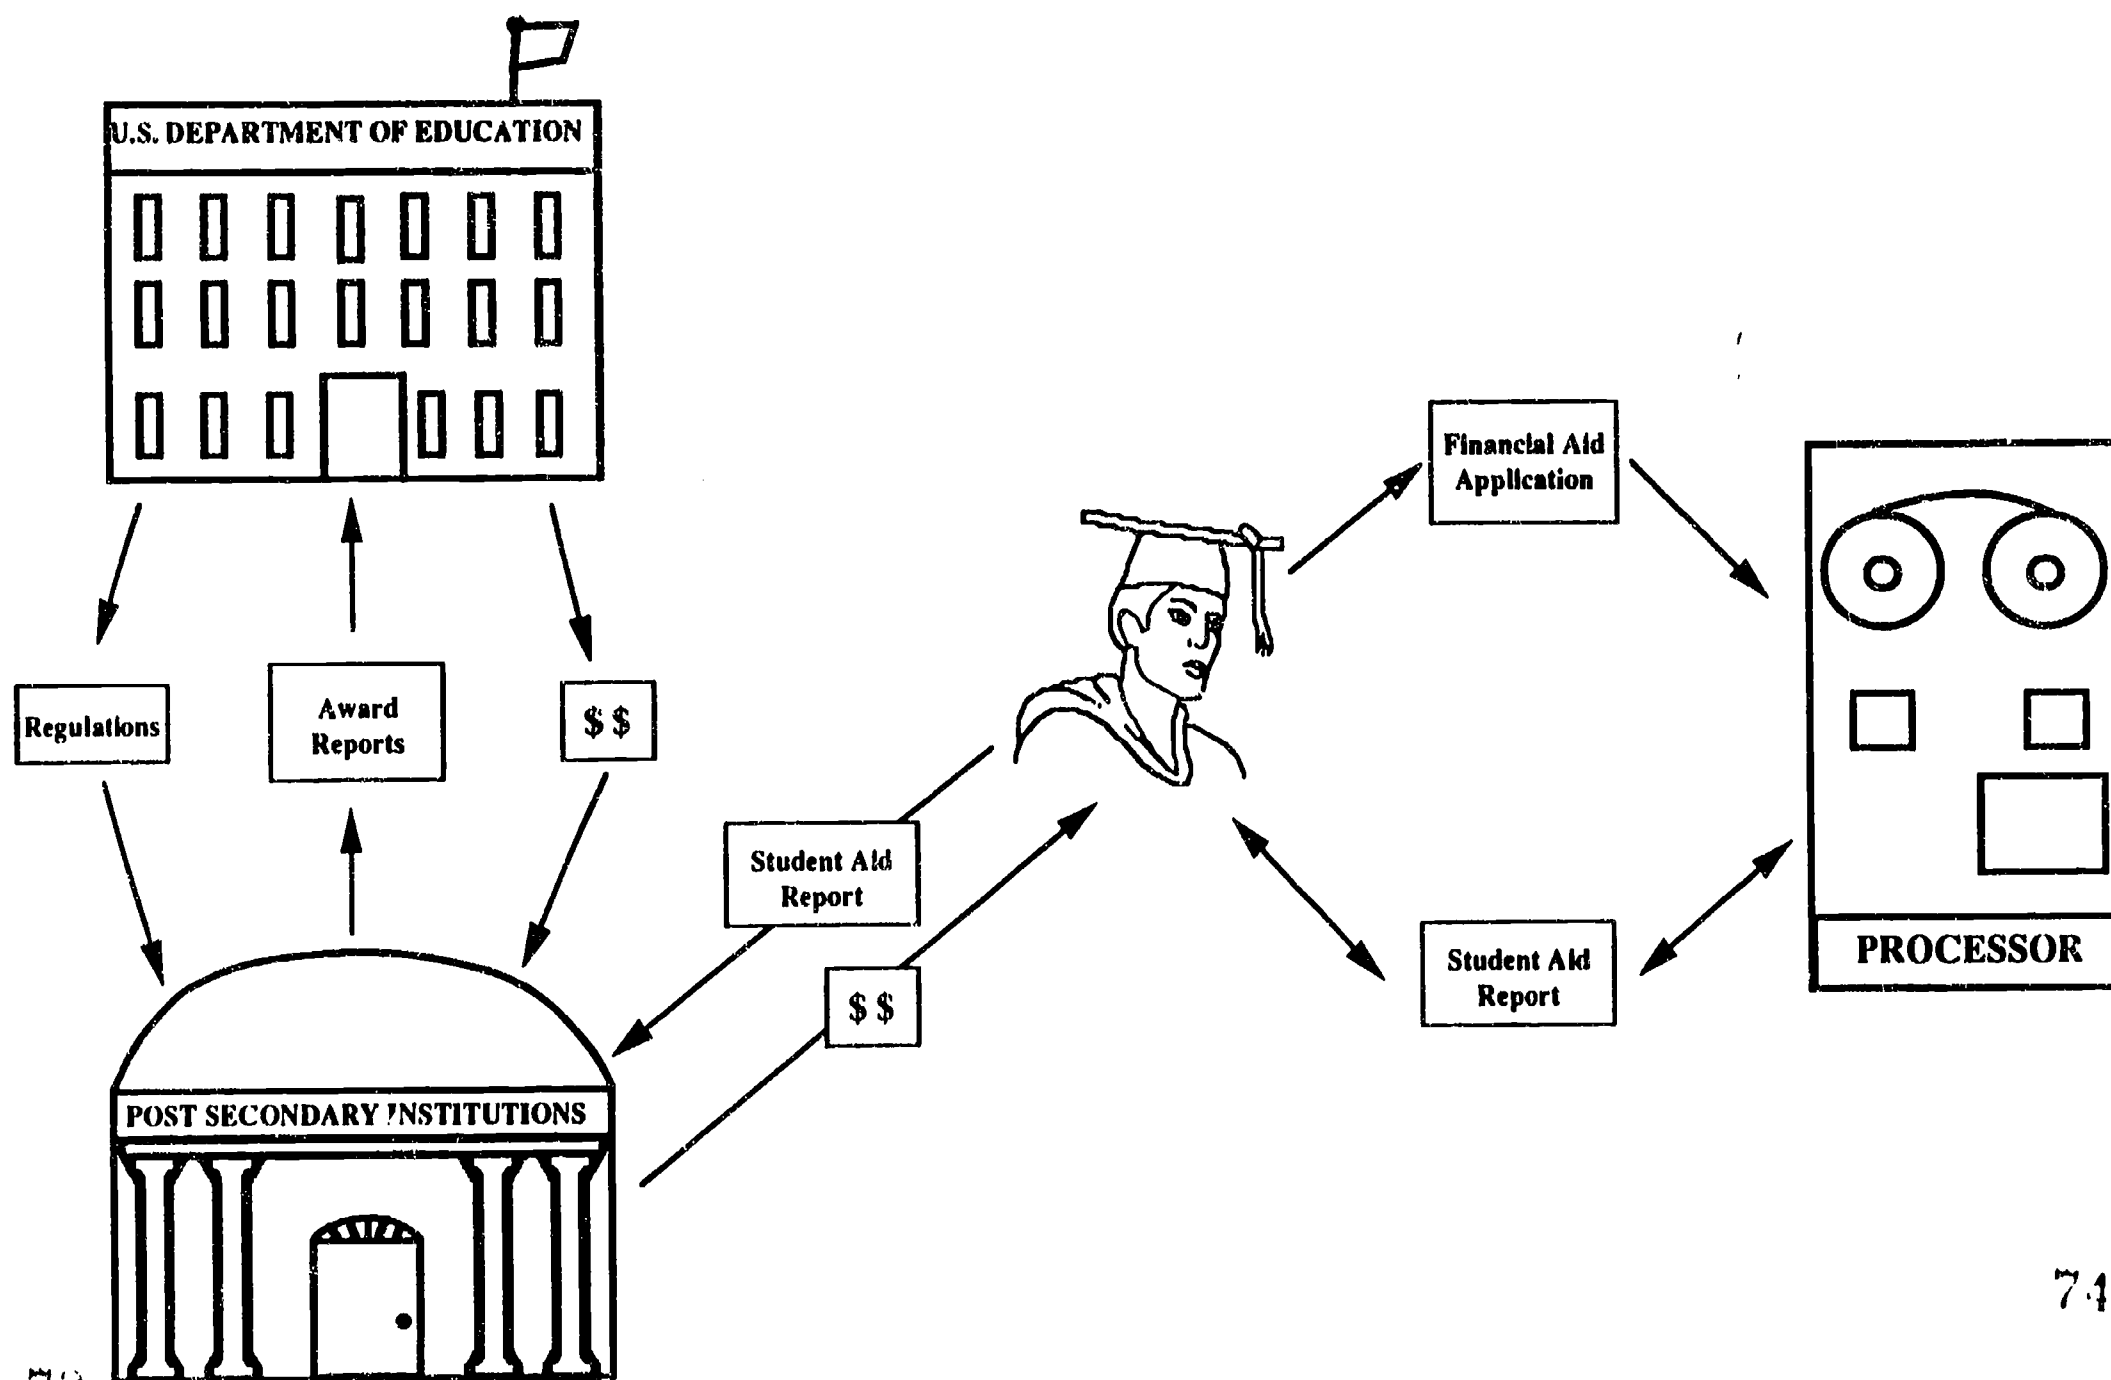 U.S. DEPARTMENT OF EDUCATION
Financial Aid
Application
Regulations
Award
Reports
$ $
Student Aid
Report
$ $
Student Aid
Report
PROCESSOR
POST SECONDARY INSTITUTIONS
74